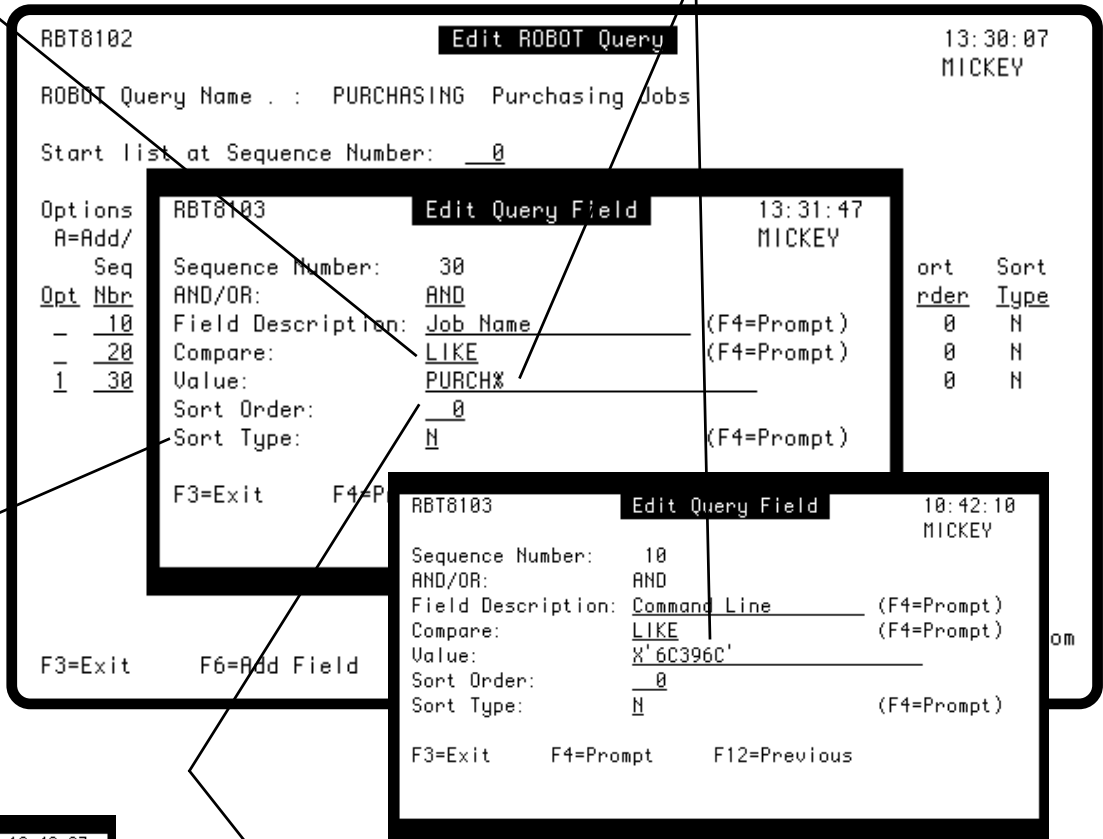 RBT8102 Edit ROBOT Query 13:30:07
MICKEY
ROBOT Query Name . : PURCHASING Purchasing Jobs
Start list at Sequence Number: 0
Options
A=Add/
Seq ort Sort
Opt Nbr rder Type
_ 10 0 N
_ 20 0 N
1 30 0 N
om
F3=Exit F6=Add Field
RBT8103 Edit Query Field 13:31:47
MICKEY
Sequence Number: 30
AND/OR: AND
Field Description: Job Name (F4=Prompt)
Compare: LIKE (F4=Prompt)
Value: PURCH%
Sort Order: 0
Sort Type: N (F4=Prompt)
F3=Exit F4=P
RBT8103 Edit Query Field 10:42:10
MICKEY
Sequence Number: 10
AND/OR: AND
Field Description: Command Line (F4=Prompt)
Compare: LIKE (F4=Prompt)
Value: X'6C396C'
Sort Order: 0
Sort Type: N (F4=Prompt)
F3=Exit F4=Prompt F12=Previous